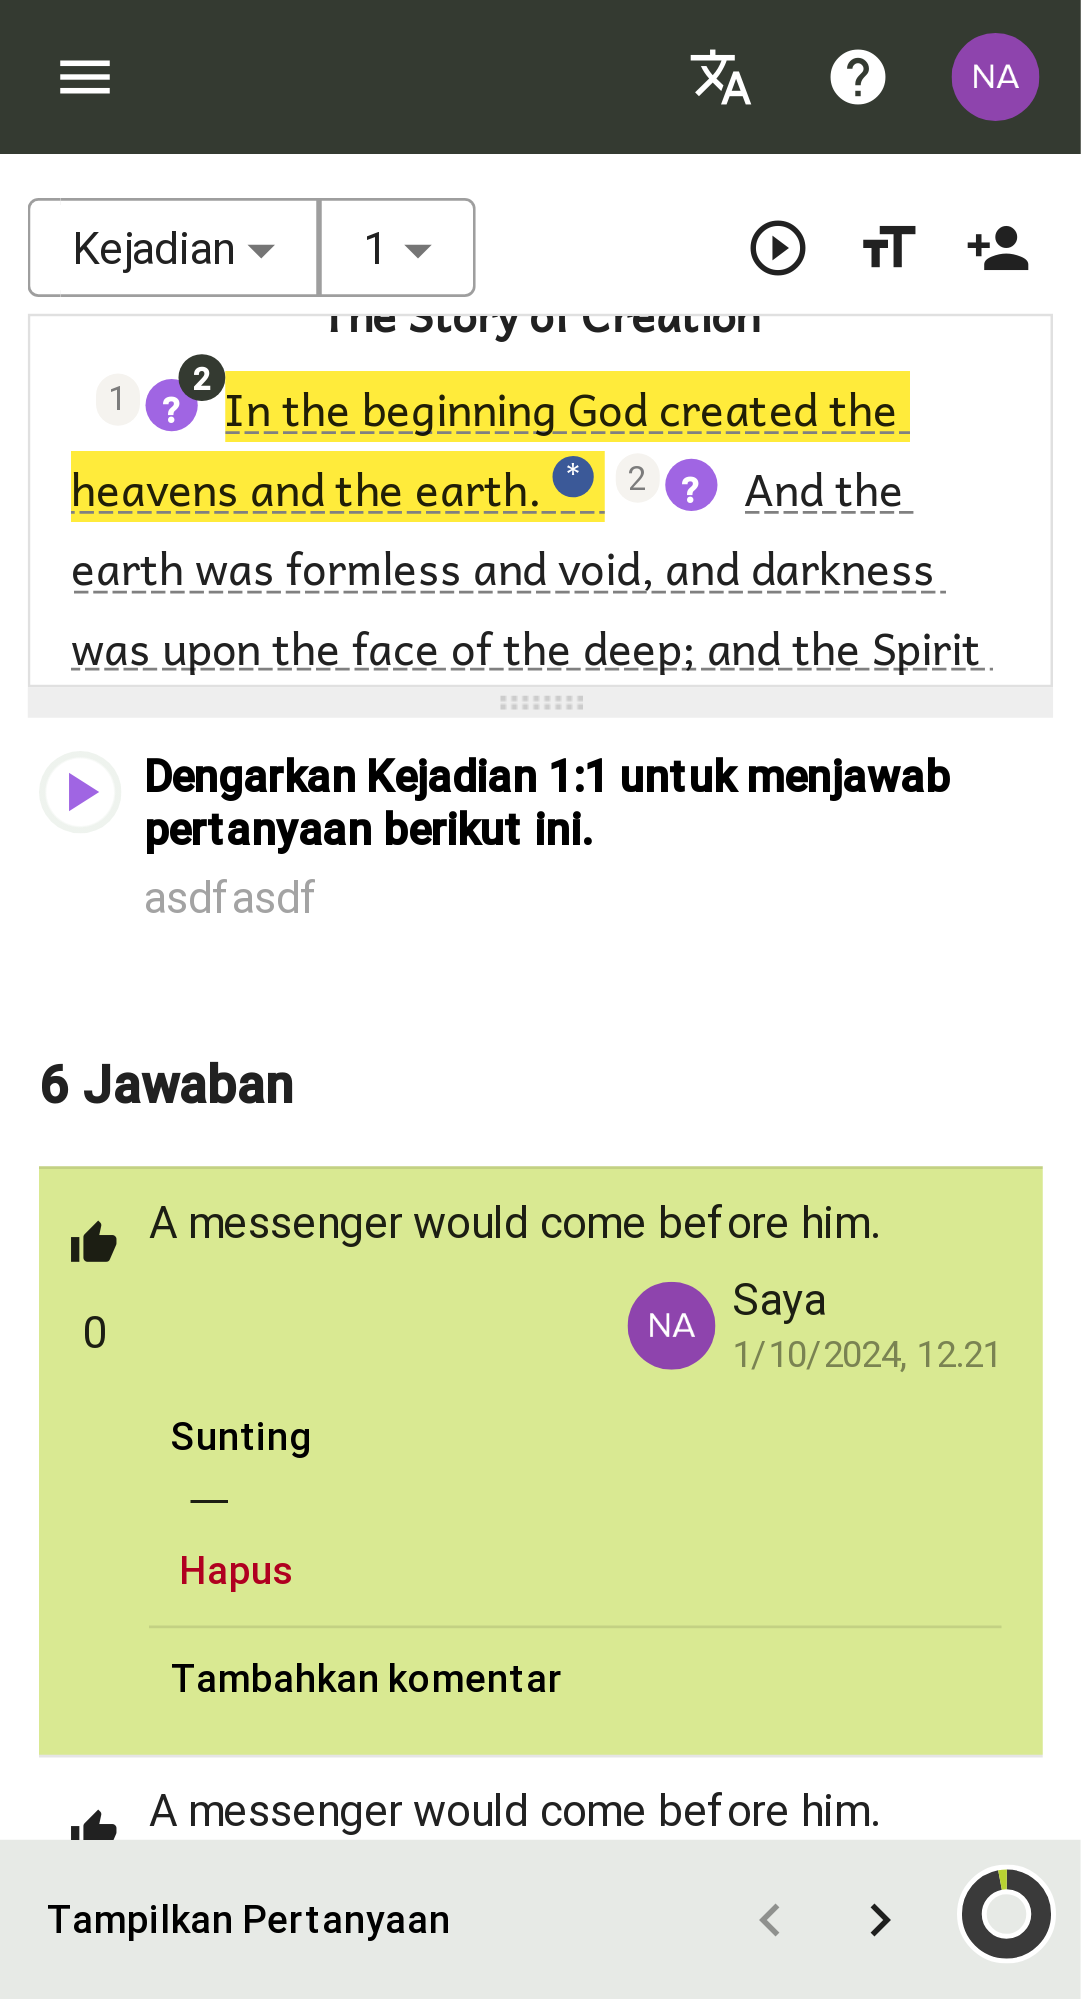 NA
Kejadian 1
The Story of Creation
1 ? 2 In the beginning God created the
heavens and the earth. * 2 ? And the
earth was formless and void, and darkness
was upon the face of the deep; and the Spirit
Dengarkan Kejadian 1:1 untuk menjawab
pertanyaan berikut ini.
asdfasdf
6 Jawaban
A messenger would come before him.
0
NA Saya
1/10/2024, 12.21
Sunting
—
Hapus
Tambahkan komentar
A messenger would come before him.
Tampilkan Pertanyaan